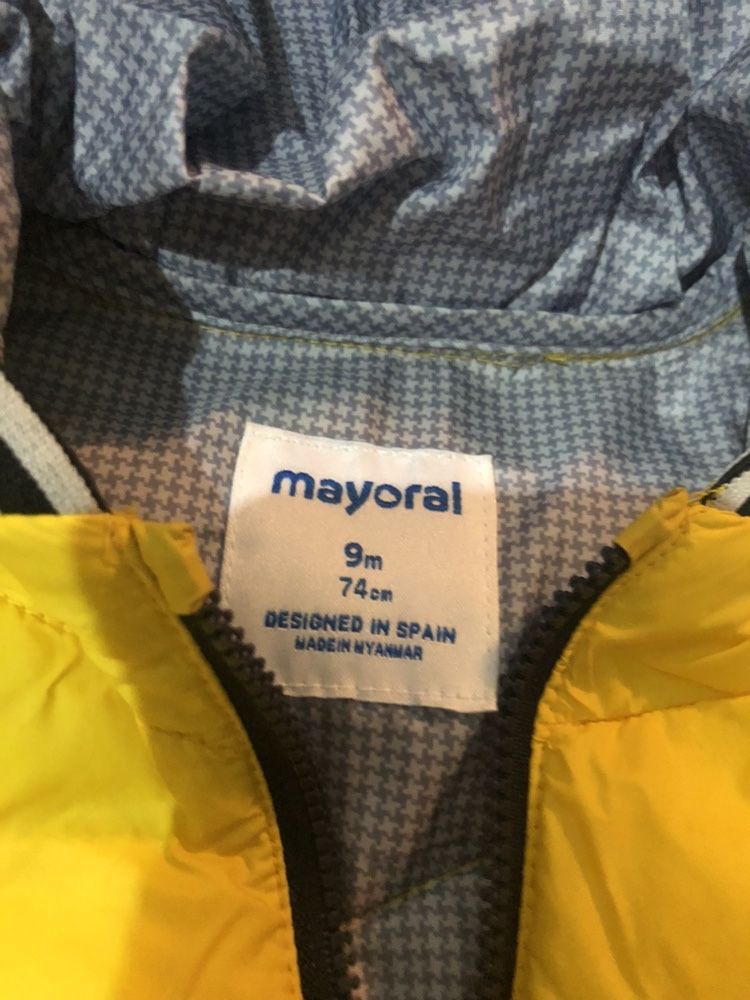 mayoral
9m
74cm
DESIGNED IN SPAIN
MADE IN MYANMAR